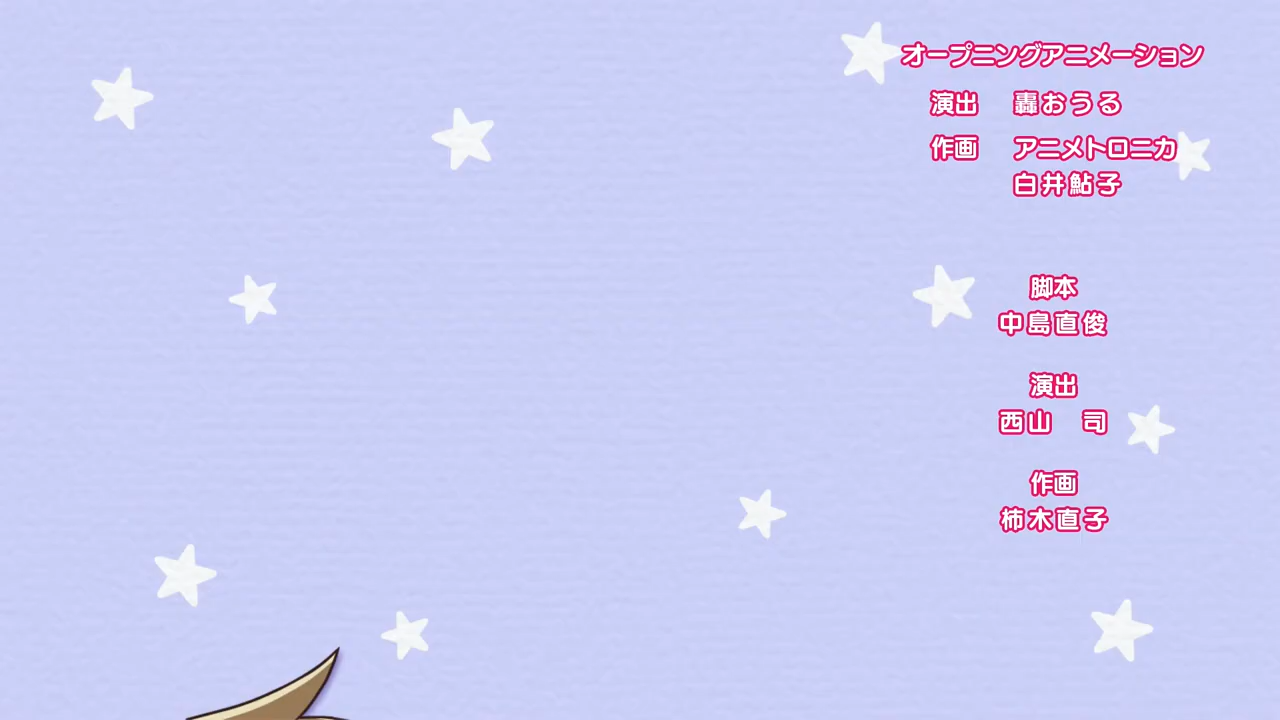 オープニングアニメーション
演出　轟おうる
作画　アニメトロニカ
白井鮎子
脚本
中島直俊
演出
西山　司
作画
柿木直子